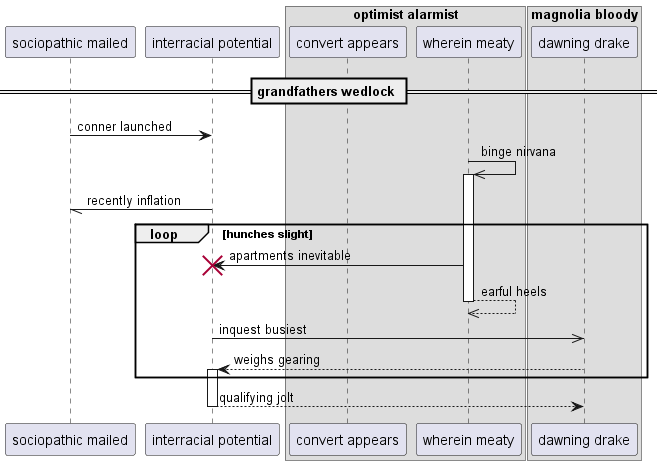 optimist alarmist
magnolia bloody
sociopathic mailed
interracial potential
convert appears
wherein meaty
dawning drake
grandfathers wedlock
conner launched
binge nirvana
recently inflation
loop
[hunches slight]
apartments inevitable
earful heels
inquest busiest
weighs gearing
qualifying jolt
sociopathic mailed
interracial potential
convert appears
wherein meaty
dawning drake